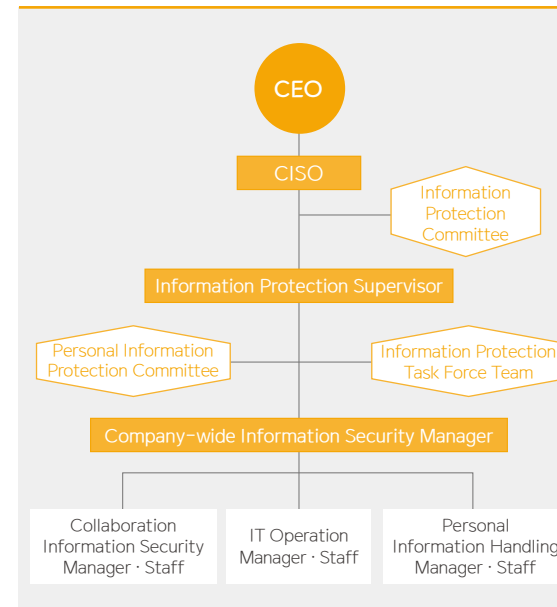 CEO
CISO
Information
Protection
Committee
Information Protection Supervisor
Personal Information
Protection Committee
Information Protection
Task Force Team
Company-wide Information Security Manager
Collaboration
Information Security
Manager · Staff
IT Operation
Manager · Staff
Personal
Information Handling
Manager · Staff